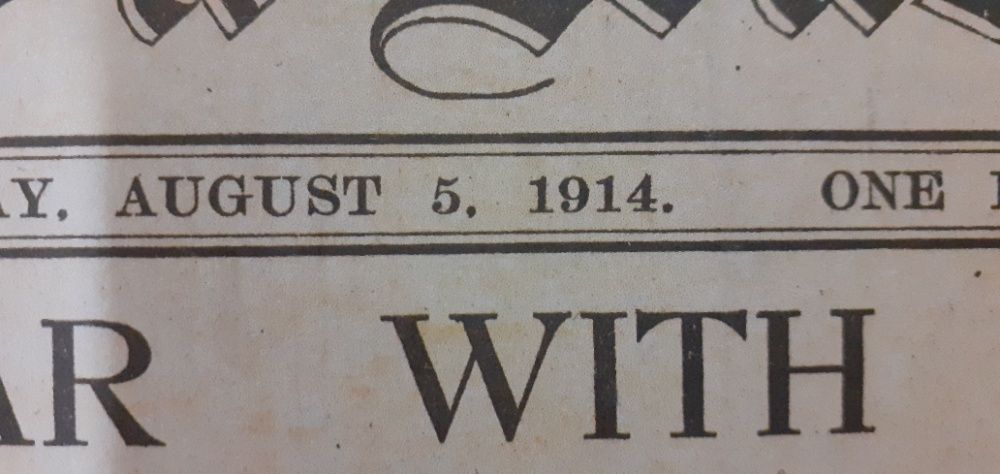 AY, AUGUST 5, 1914. ONE
AR WITH